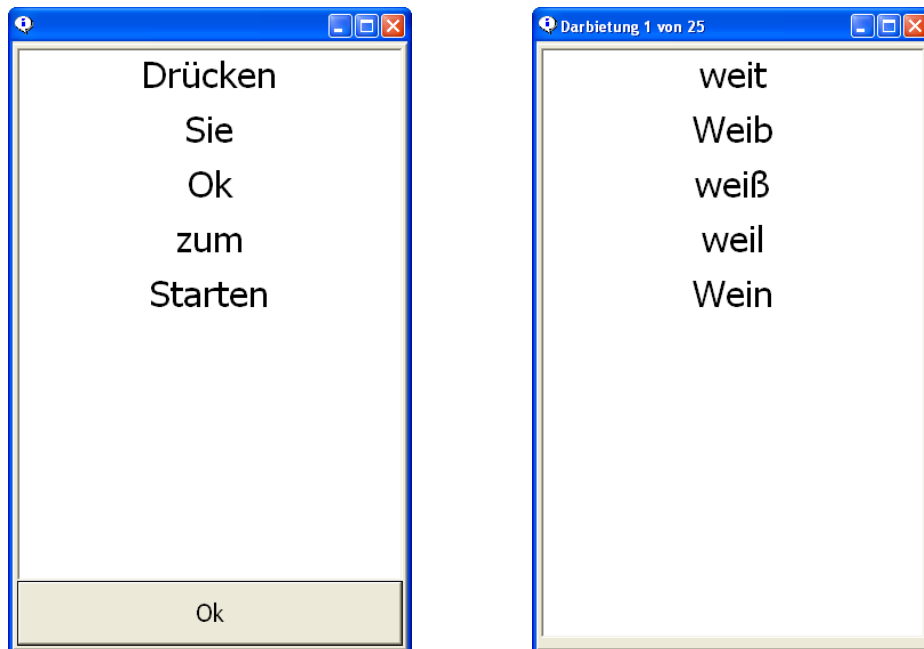 Drücken
Sie
Ok
zum
Starten
Ok
Darbietung 1 von 25
weit
Weib
weiß
weil
Wein